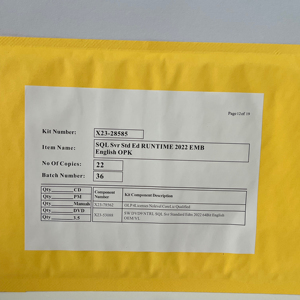 Page 12 of 14
Kit Number: X23-28585
Item Name: SQL Svr Std Ed RUNTIME 2022 EMB
English OPK
No Of Copies: 22
Batch Number: 36
Qty CD Component Number Kit Component Description
Qty PM
Qty Manuals
Qty DVD English
Qty L5